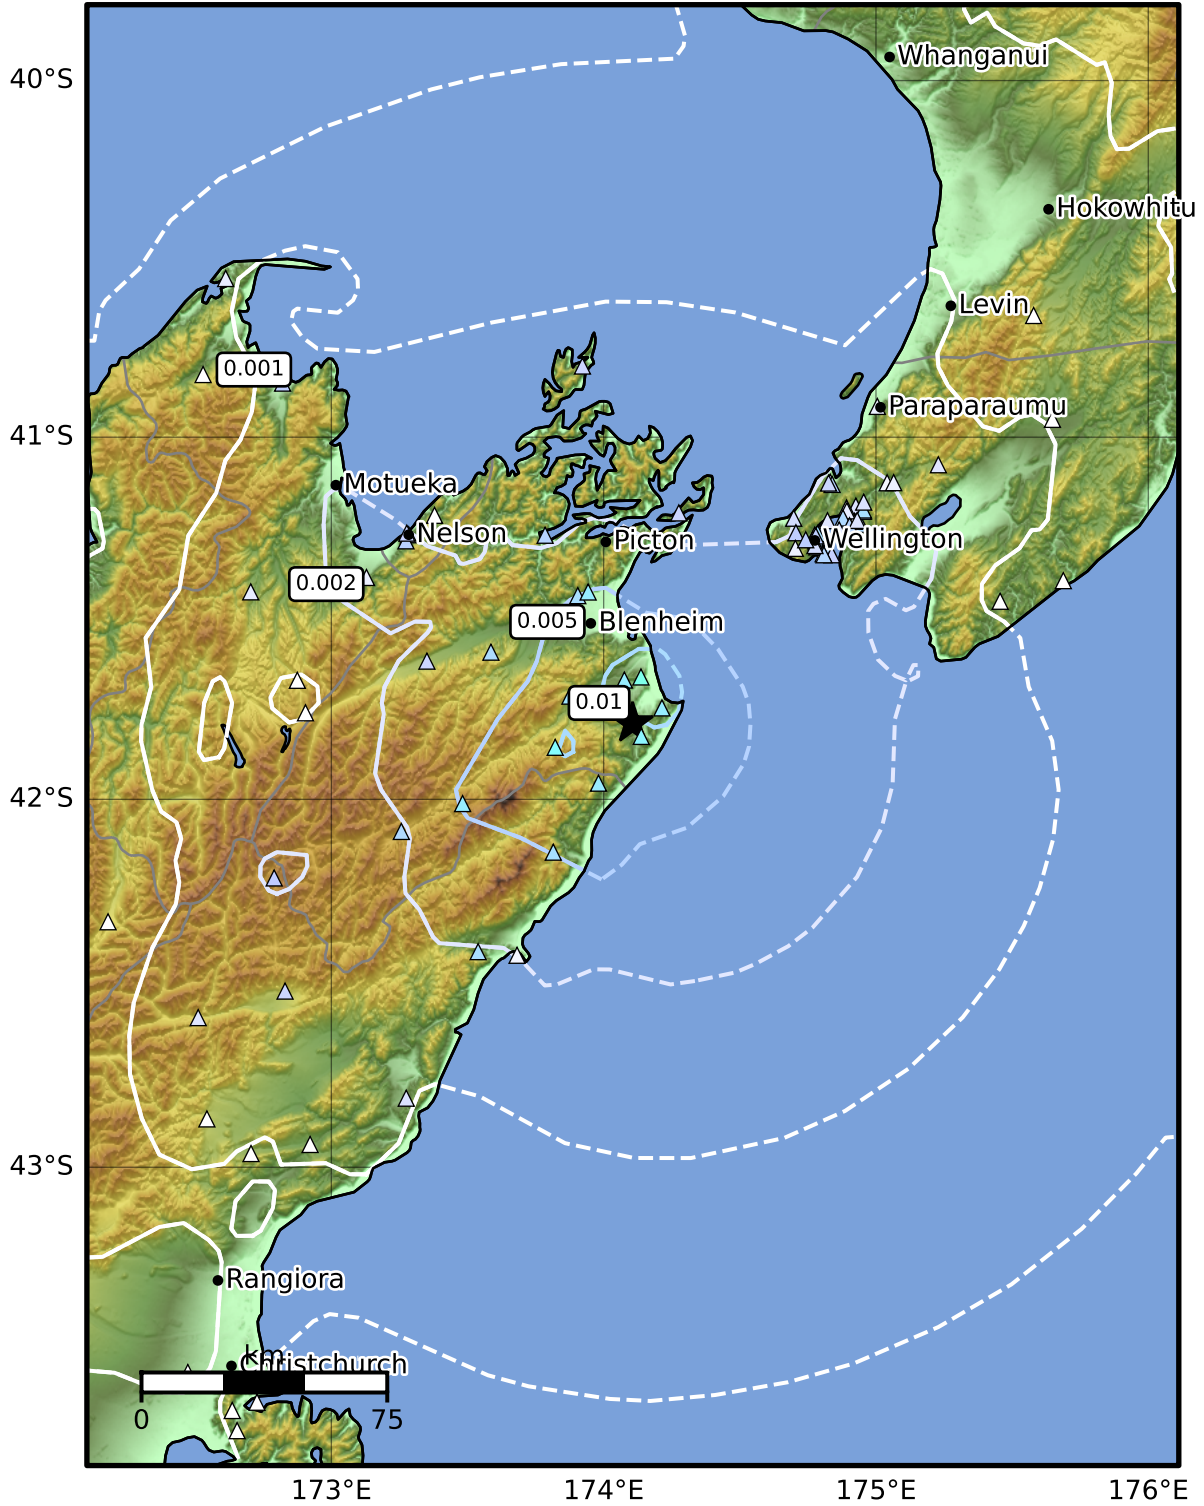 Whanganui
40°S
Hokowhitu
Levin
0.001
Paraparaumu
41°S
Motueka
Nelson
Picton
Wellington
0.002
0.005
Blenheim
0.01
42°S
43°S
Rangiora
km
Christchurch
0
75
173°E
174°E
175°E
176°E